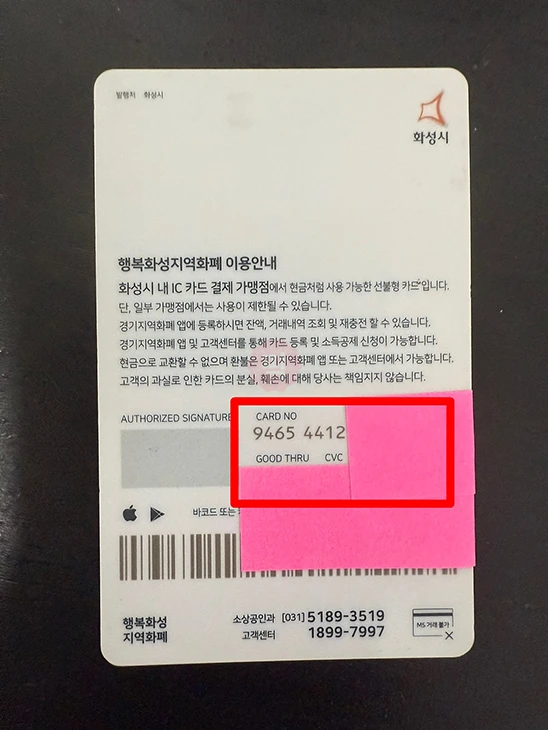 발행처 화성시
화성시
행복화성지역화폐 이용안내
화성시 내 IC 카드 결제 가맹점에서 현금처럼 사용 가능한 선불형 카드입니다.
단, 일부 가맹점에서는 사용이 제한될 수 있습니다.
경기지역화폐 앱에 등록하시면 잔액, 거래내역 조회 및 재충전 할 수 있습니다.
경기지역화폐 앱 및 고객센터를 통해 카드 등록 및 소득공제 신청이 가능합니다.
현금으로 교환할 수 없으며 환불은 경기지역화폐 앱 또는 고객센터에서 가능합니다.
고객의 과실로 인한 카드의 분실, 훼손에 대해 당사는 책임지지 않습니다.
AUTHORIZED SIGNATURE
CARD NO
9465 4412
GOOD THRU CVC
바코드 또는
행복화성
지역화폐
소상공인과 [031] 5189-3519
고객센터 1899-7997
MS 거래 불가